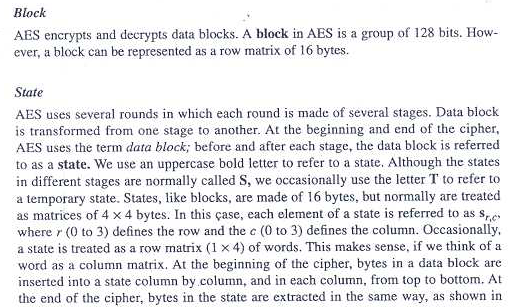 Block
AES encrypts and decrypts data blocks. A block in AES is a group of 128 bits. How-
ever, a block can be represented as a row matrix of 16 bytes.
State
AES uses several rounds in which each round is made of several stages. Data block
is transformed from one stage to another. At the beginning and end of the cipher,
AES uses the term data block; before and after each stage, the data block is referred
to as a state. We use an uppercase bold letter to refer to a state. Although the states
in different stages are normally called S, we occasionally use the letter T to refer to
a temporary state. States, like blocks, are made of 16 bytes, but normally are treated
as matrices of 4 × 4 bytes. In this case, each element of a state is referred to as s_{r,c},
where r (0 to 3) defines the row and the c (0 to 3) defines the column. Occasionally,
a state is treated as a row matrix (1 × 4) of words. This makes sense, if we think of a
word as a column matrix. At the beginning of the cipher, bytes in a data block are
inserted into a state column by column, and in each column, from top to bottom. At
the end of the cipher, bytes in the state are extracted in the same way, as shown in